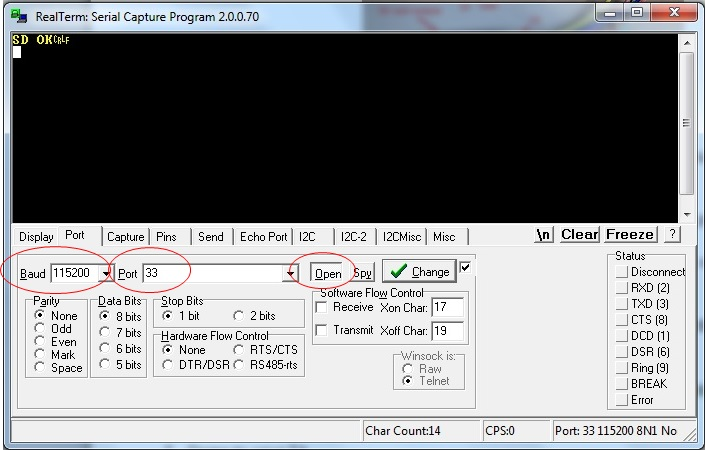 RealTerm: Serial Capture Program 2.0.0.70
SD OKCRLF
Display Port Capture Pins Send Echo Port I2C I2C-2 I2CMisc Misc \n Clear Freeze ?
Baud 115200 Port 33 Open Spy Change
Parity
None
Odd
Even
Mark
Space
Data Bits
8 bits
7 bits
6 bits
5 bits
Stop Bits
1 bit 2 bits
Hardware Flow Control
None RTS/CTS
DTR/DSR RS485-rts
Software Flow Control
Receive Xon Char: 17
Transmit Xoff Char: 19
Winsock is:
Raw
Telnet
Status
Disconnect
RXD (2)
TXD (3)
CTS (8)
DCD (1)
DSR (6)
Ring (9)
BREAK
Error
Char Count:14 CPS:0 Port: 33 115200 8N1 No